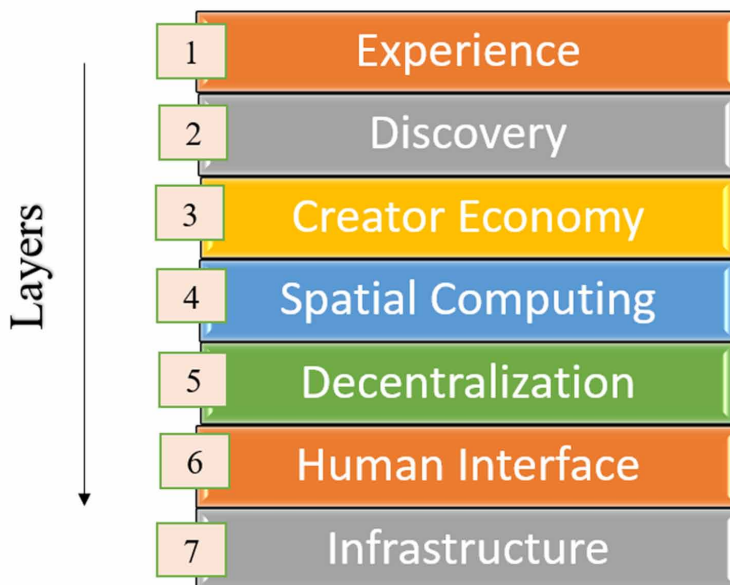 Layers
1 Experience
2 Discovery
3 Creator Economy
4 Spatial Computing
5 Decentralization
6 Human Interface
7 Infrastructure